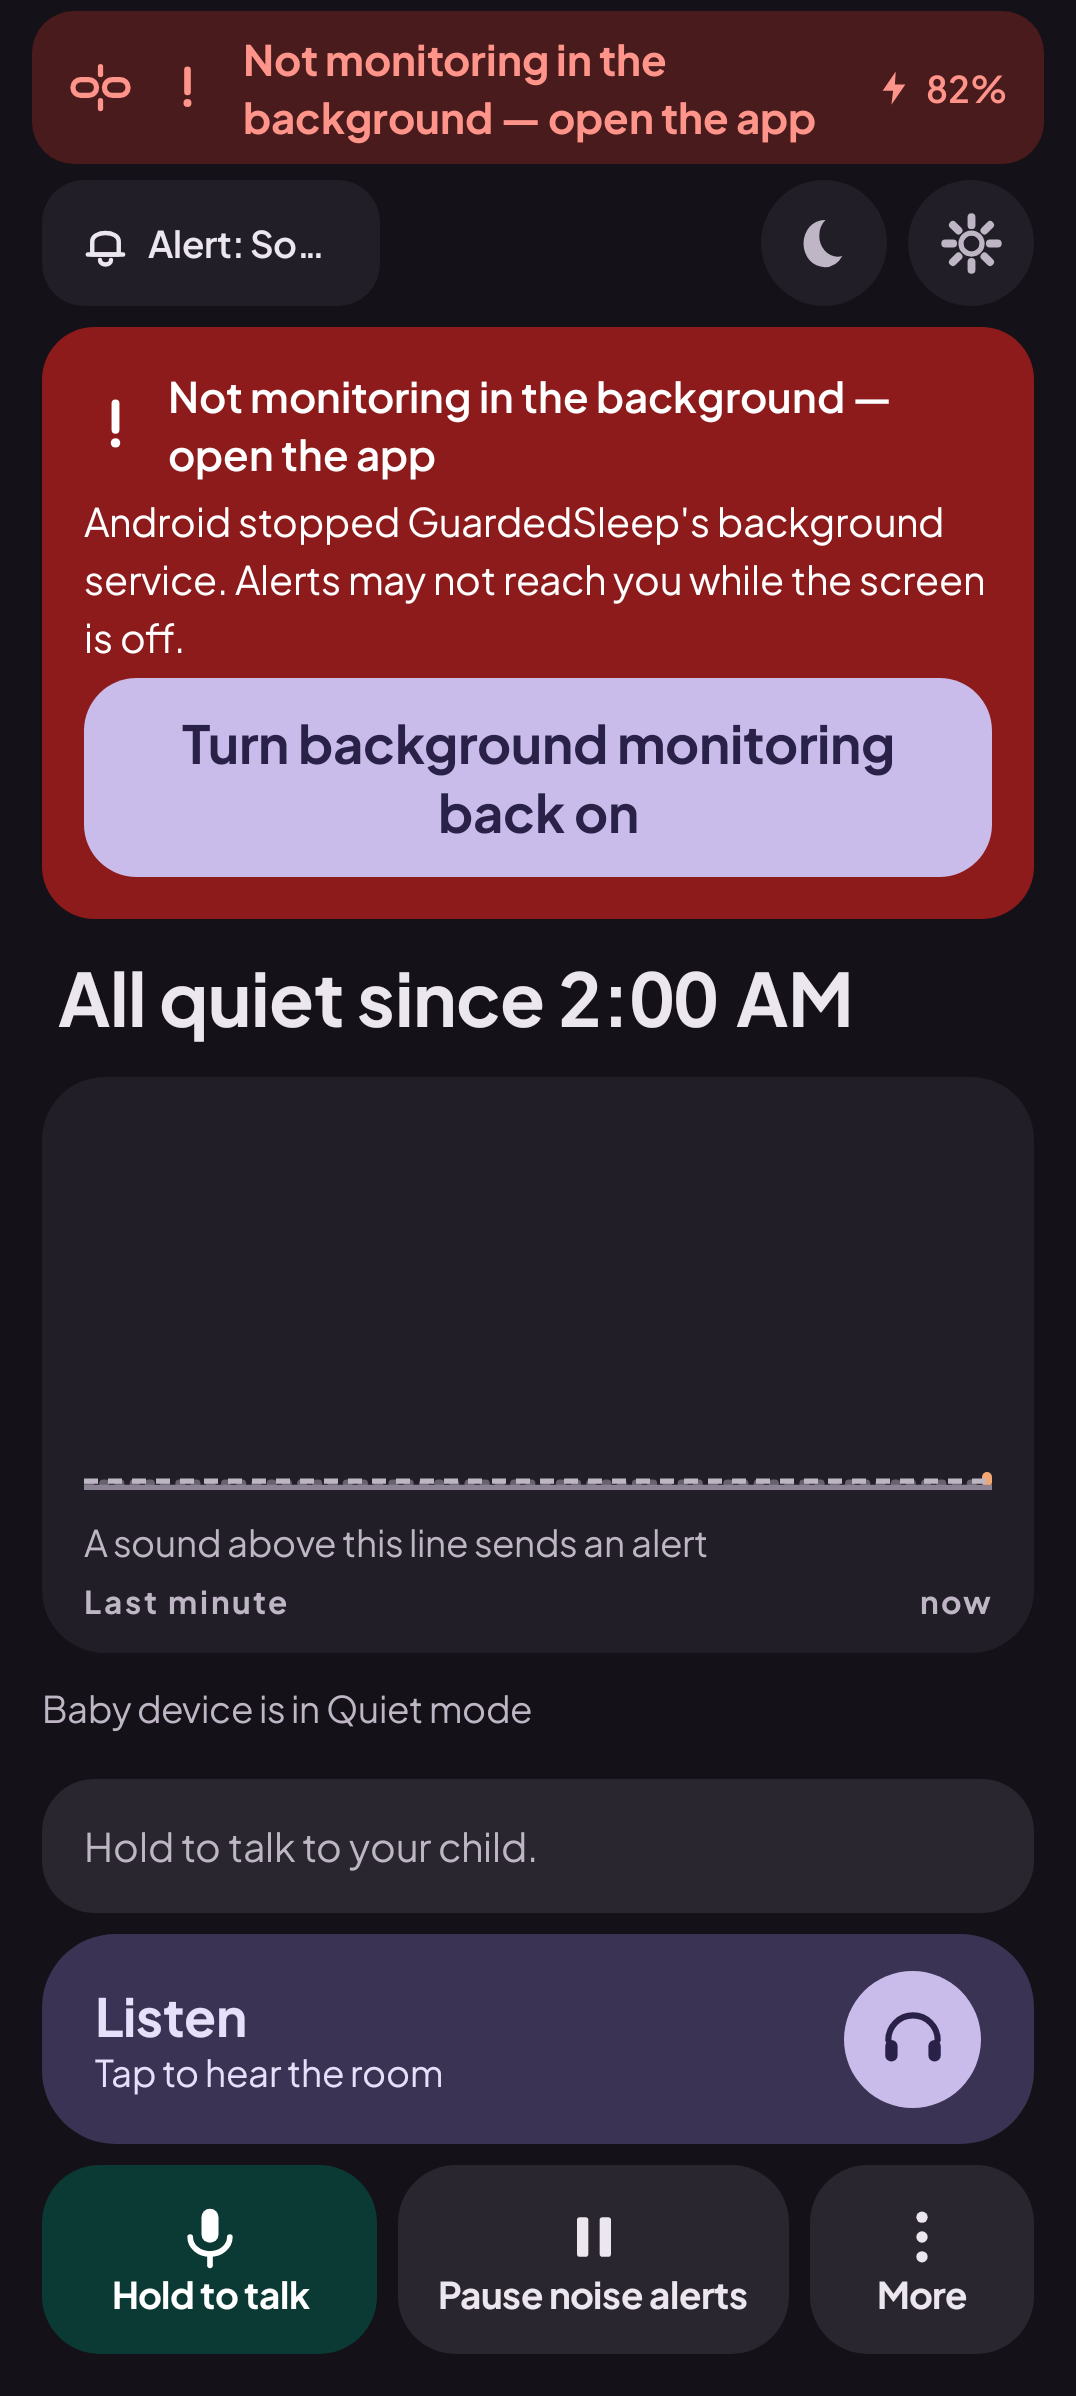 Not monitoring in the
background — open the app
82%
Alert: So...
Not monitoring in the background —
open the app
Android stopped GuardedSleep's background
service. Alerts may not reach you while the screen
is off.
Turn background monitoring
back on
All quiet since 2:00 AM
A sound above this line sends an alert
Last minute
now
Baby device is in Quiet mode
Hold to talk to your child.
Listen
Tap to hear the room
Hold to talk
Pause noise alerts
More